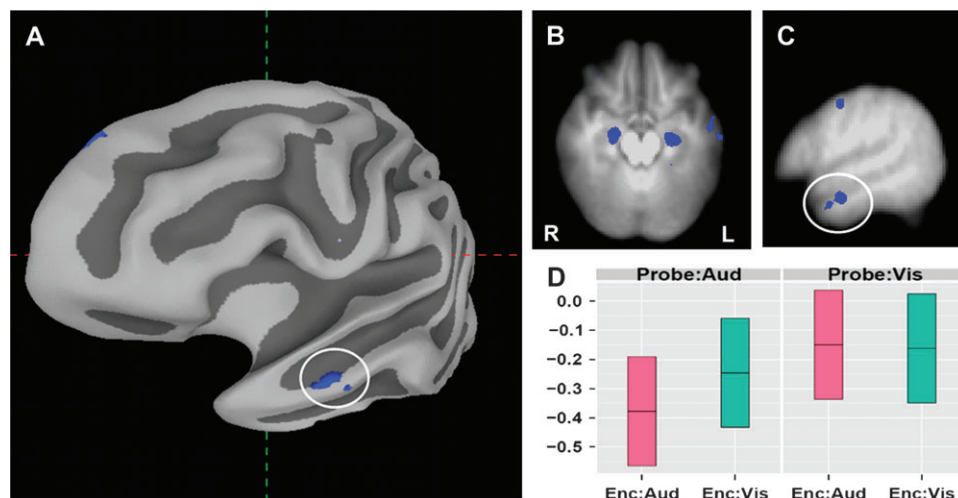 A
B
R
L
C
D
Probe:Aud
Probe:Vis
0.0
−0.1
−0.2
−0.3
−0.4
−0.5
Enc:Aud
Enc:Vis
Enc:Aud
Enc:Vis